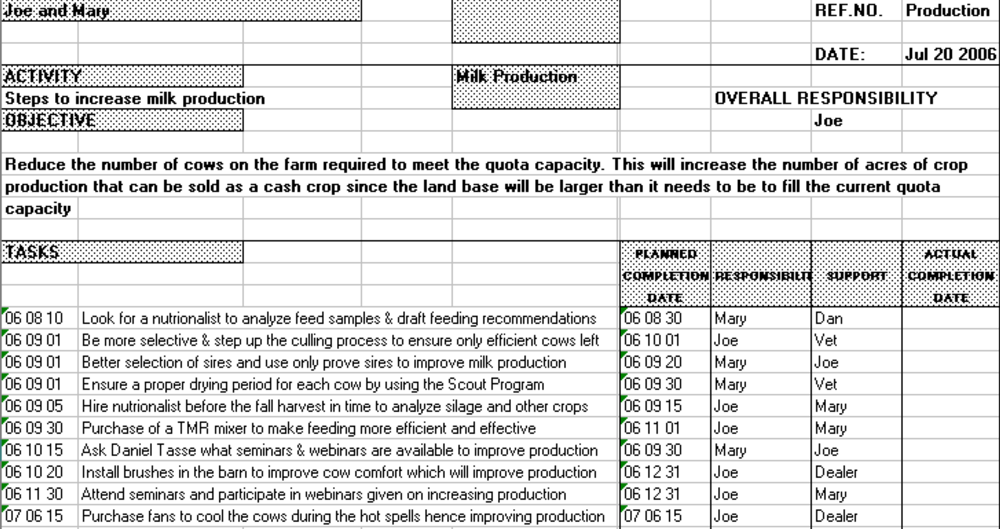 Joe and Mary REF.NO. Production
DATE: Jul 20 2006
ACTIVITY Milk Production
Steps to increase milk production OVERALL RESPONSIBILITY
OBJECTIVE Joe
Reduce the number of cows on the farm required to meet the quota capacity. This will increase the number of acres of crop
production that can be sold as a cash crop since the land base will be larger than it needs to be to fill the current quota
capacity
TASKS PLANNED ACTUAL
COMPLETION RESPONSIBILIT SUPPORT COMPLETION
DATE DATE
06 08 10 Look for a nutrionalist to analyze feed samples & draft feeding recommendations 06 08 30 Mary Dan
06 09 01 Be more selective & step up the culling process to ensure only efficient cows left 06 10 01 Joe Vet
06 09 01 Better selection of sires and use only prove sires to improve milk production 06 09 20 Mary Joe
06 09 01 Ensure a proper drying period for each cow by using the Scout Program 06 09 30 Mary Vet
06 09 05 Hire nutrionalist before the fall harvest in time to analyze silage and other crops 06 09 15 Joe Mary
06 09 30 Purchase of a TMR mixer to make feeding more efficient and effective 06 11 01 Joe Mary
06 10 15 Ask Daniel Tasse what seminars & webinars are available to improve production 06 09 30 Mary Joe
06 10 20 Install brushes in the barn to improve cow comfort which will improve production 06 12 31 Joe Dealer
06 11 30 Attend seminars and participate in webinars given on increasing production 06 12 31 Joe Mary
07 06 15 Purchase fans to cool the cows during the hot spells hence improving production 07 06 15 Joe Dealer